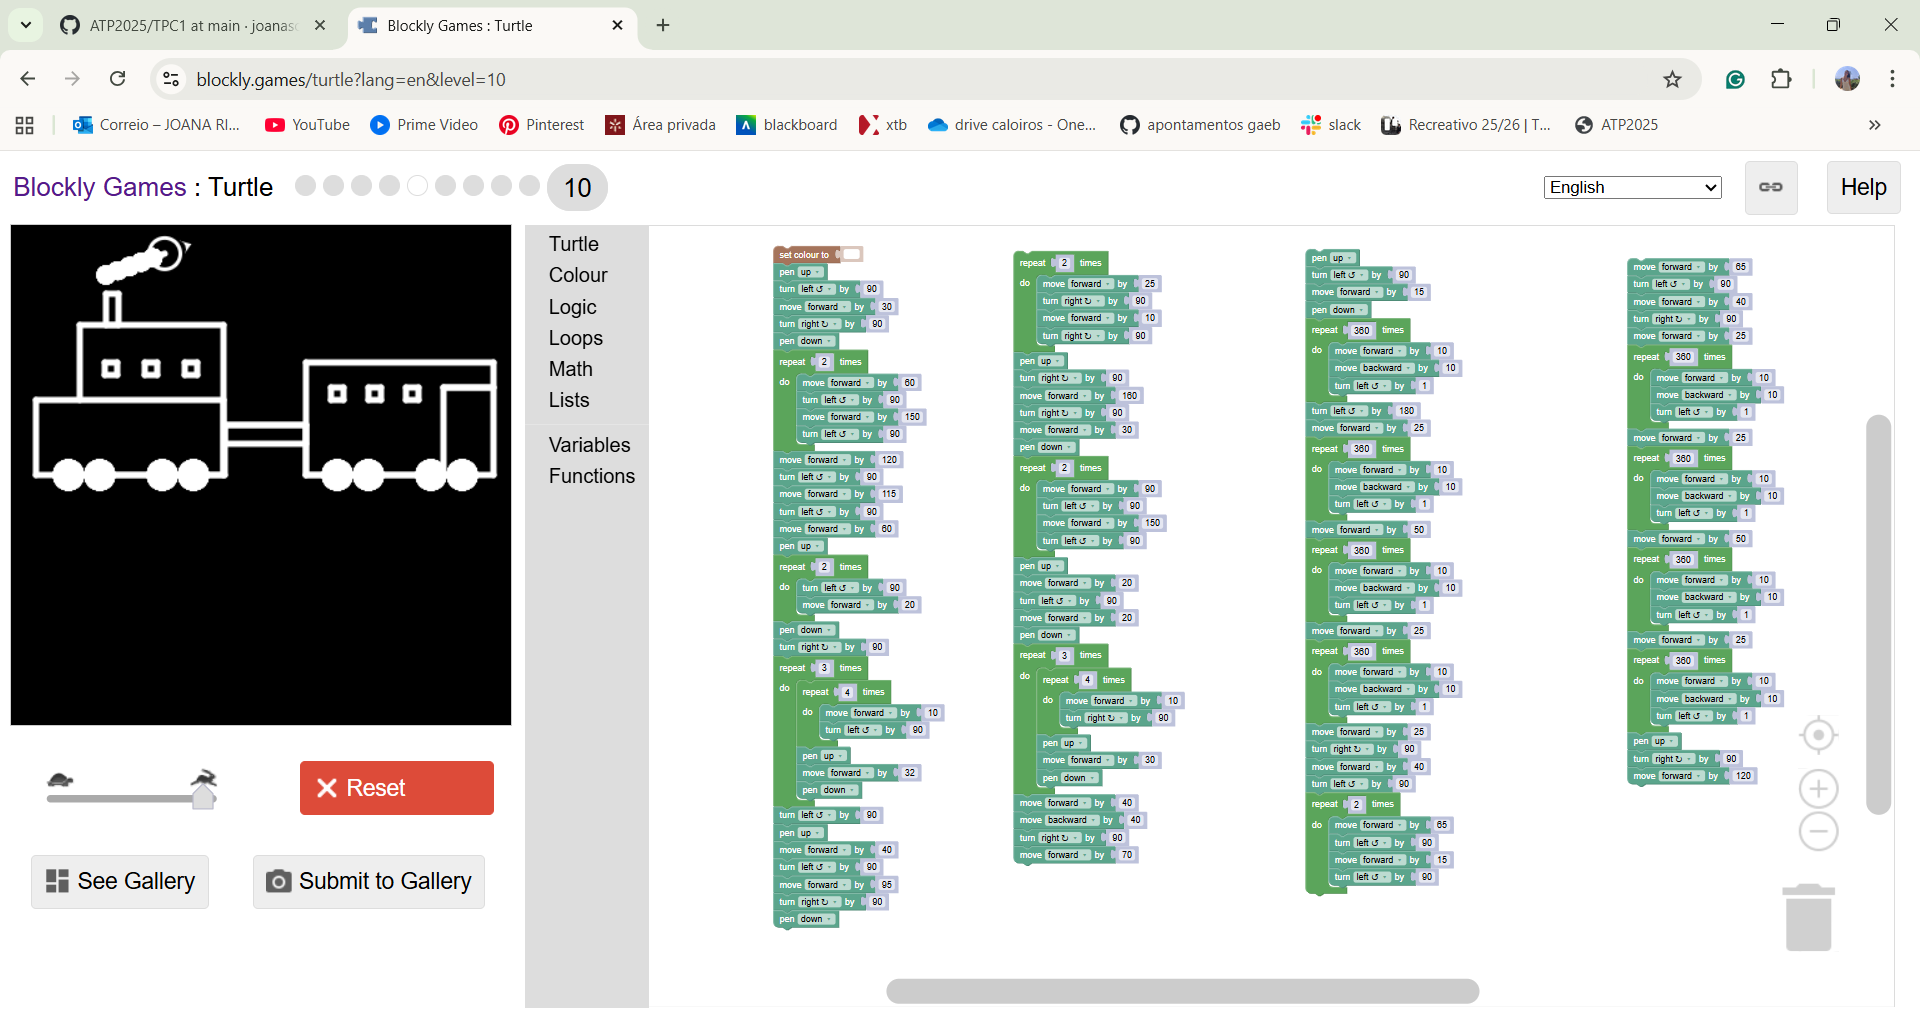 ATP2025/TPC1 at main · joanas
Blockly Games : Turtle
blockly.games/turtle?lang=en&level=10
Correio – JOANA RI...
YouTube
Prime Video
Pinterest
Área privada
blackboard
xtb
drive caloiros - One...
apontamentos gaeb
slack
Recreativo 25/26 | T...
ATP2025
Blockly Games : Turtle
10
English
Help
Turtle
Colour
Logic
Loops
Math
Lists
Variables
Functions
Reset
See Gallery
Submit to Gallery
set colour to
pen up
turn left ↺ by 90
move forward by 30
turn right ↻ by 90
pen down
repeat 2 times
do move forward by 60
turn left ↺ by 90
move forward by 150
turn left ↺ by 90
move forward by 120
turn left ↺ by 90
move forward by 115
turn left ↺ by 90
move forward by 60
pen up
repeat 2 times
do turn left ↺ by 90
move forward by 20
pen down
turn right ↻ by 90
repeat 3 times
do repeat 4 times
do move forward by 10
turn left ↺ by 90
pen up
move forward by 32
pen down
turn left ↺ by 90
pen up
move forward by 40
turn left ↺ by 90
move forward by 95
turn right ↻ by 90
pen down
repeat 2 times
do move forward by 25
turn right ↻ by 90
move forward by 10
turn right ↻ by 90
pen up
turn right ↻ by 90
move forward by 160
turn right ↻ by 90
move forward by 30
pen down
repeat 2 times
do move forward by 90
turn left ↺ by 90
move forward by 150
turn left ↺ by 90
pen up
move forward by 20
turn left ↺ by 90
move forward by 20
pen down
repeat 3 times
do repeat 4 times
do move forward by 10
turn right ↻ by 90
pen up
move forward by 30
pen down
move forward by 40
move backward by 40
turn right ↻ by 90
move forward by 70
pen up
turn left ↺ by 90
move forward by 15
pen down
repeat 360 times
do move forward by 10
move backward by 10
turn left ↺ by 1
turn left ↺ by 180
move forward by 25
repeat 360 times
do move forward by 10
move backward by 10
turn left ↺ by 1
move forward by 50
repeat 360 times
do move forward by 10
move backward by 10
turn left ↺ by 1
move forward by 25
repeat 360 times
do move forward by 10
move backward by 10
turn left ↺ by 1
move forward by 25
turn right ↻ by 90
move forward by 40
turn left ↺ by 90
repeat 2 times
do move forward by 65
turn left ↺ by 90
move forward by 15
turn left ↺ by 90
move forward by 65
turn left ↺ by 90
move forward by 40
turn right ↻ by 90
move forward by 25
repeat 360 times
do move forward by 10
move backward by 10
turn left ↺ by 1
move forward by 25
repeat 360 times
do move forward by 10
move backward by 10
turn left ↺ by 1
move forward by 50
repeat 360 times
do move forward by 10
move backward by 10
turn left ↺ by 1
move forward by 25
repeat 360 times
do move forward by 10
move backward by 10
turn left ↺ by 1
pen up
turn right ↻ by 90
move forward by 120